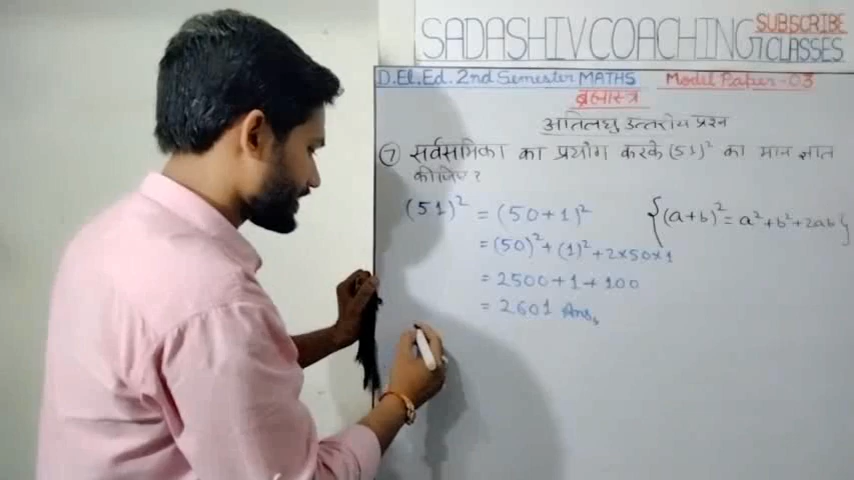 SADASHIV COACHING CLASSES
SUBSCRIBE
D.El.Ed. 2nd Semester MATHS Model Paper-03
ब्रह्मास्त्र
अतिलघु उत्तरीय प्रश्न
7 सर्वसमिका का प्रयोग करके (51)² का मान ज्ञात
कीजिए?
(51)² = (50+1)² {(a+b)² = a²+b²+2ab}
= (50)²+(1)²+2×50×1
= 2500+1+100
= 2601 Ans,